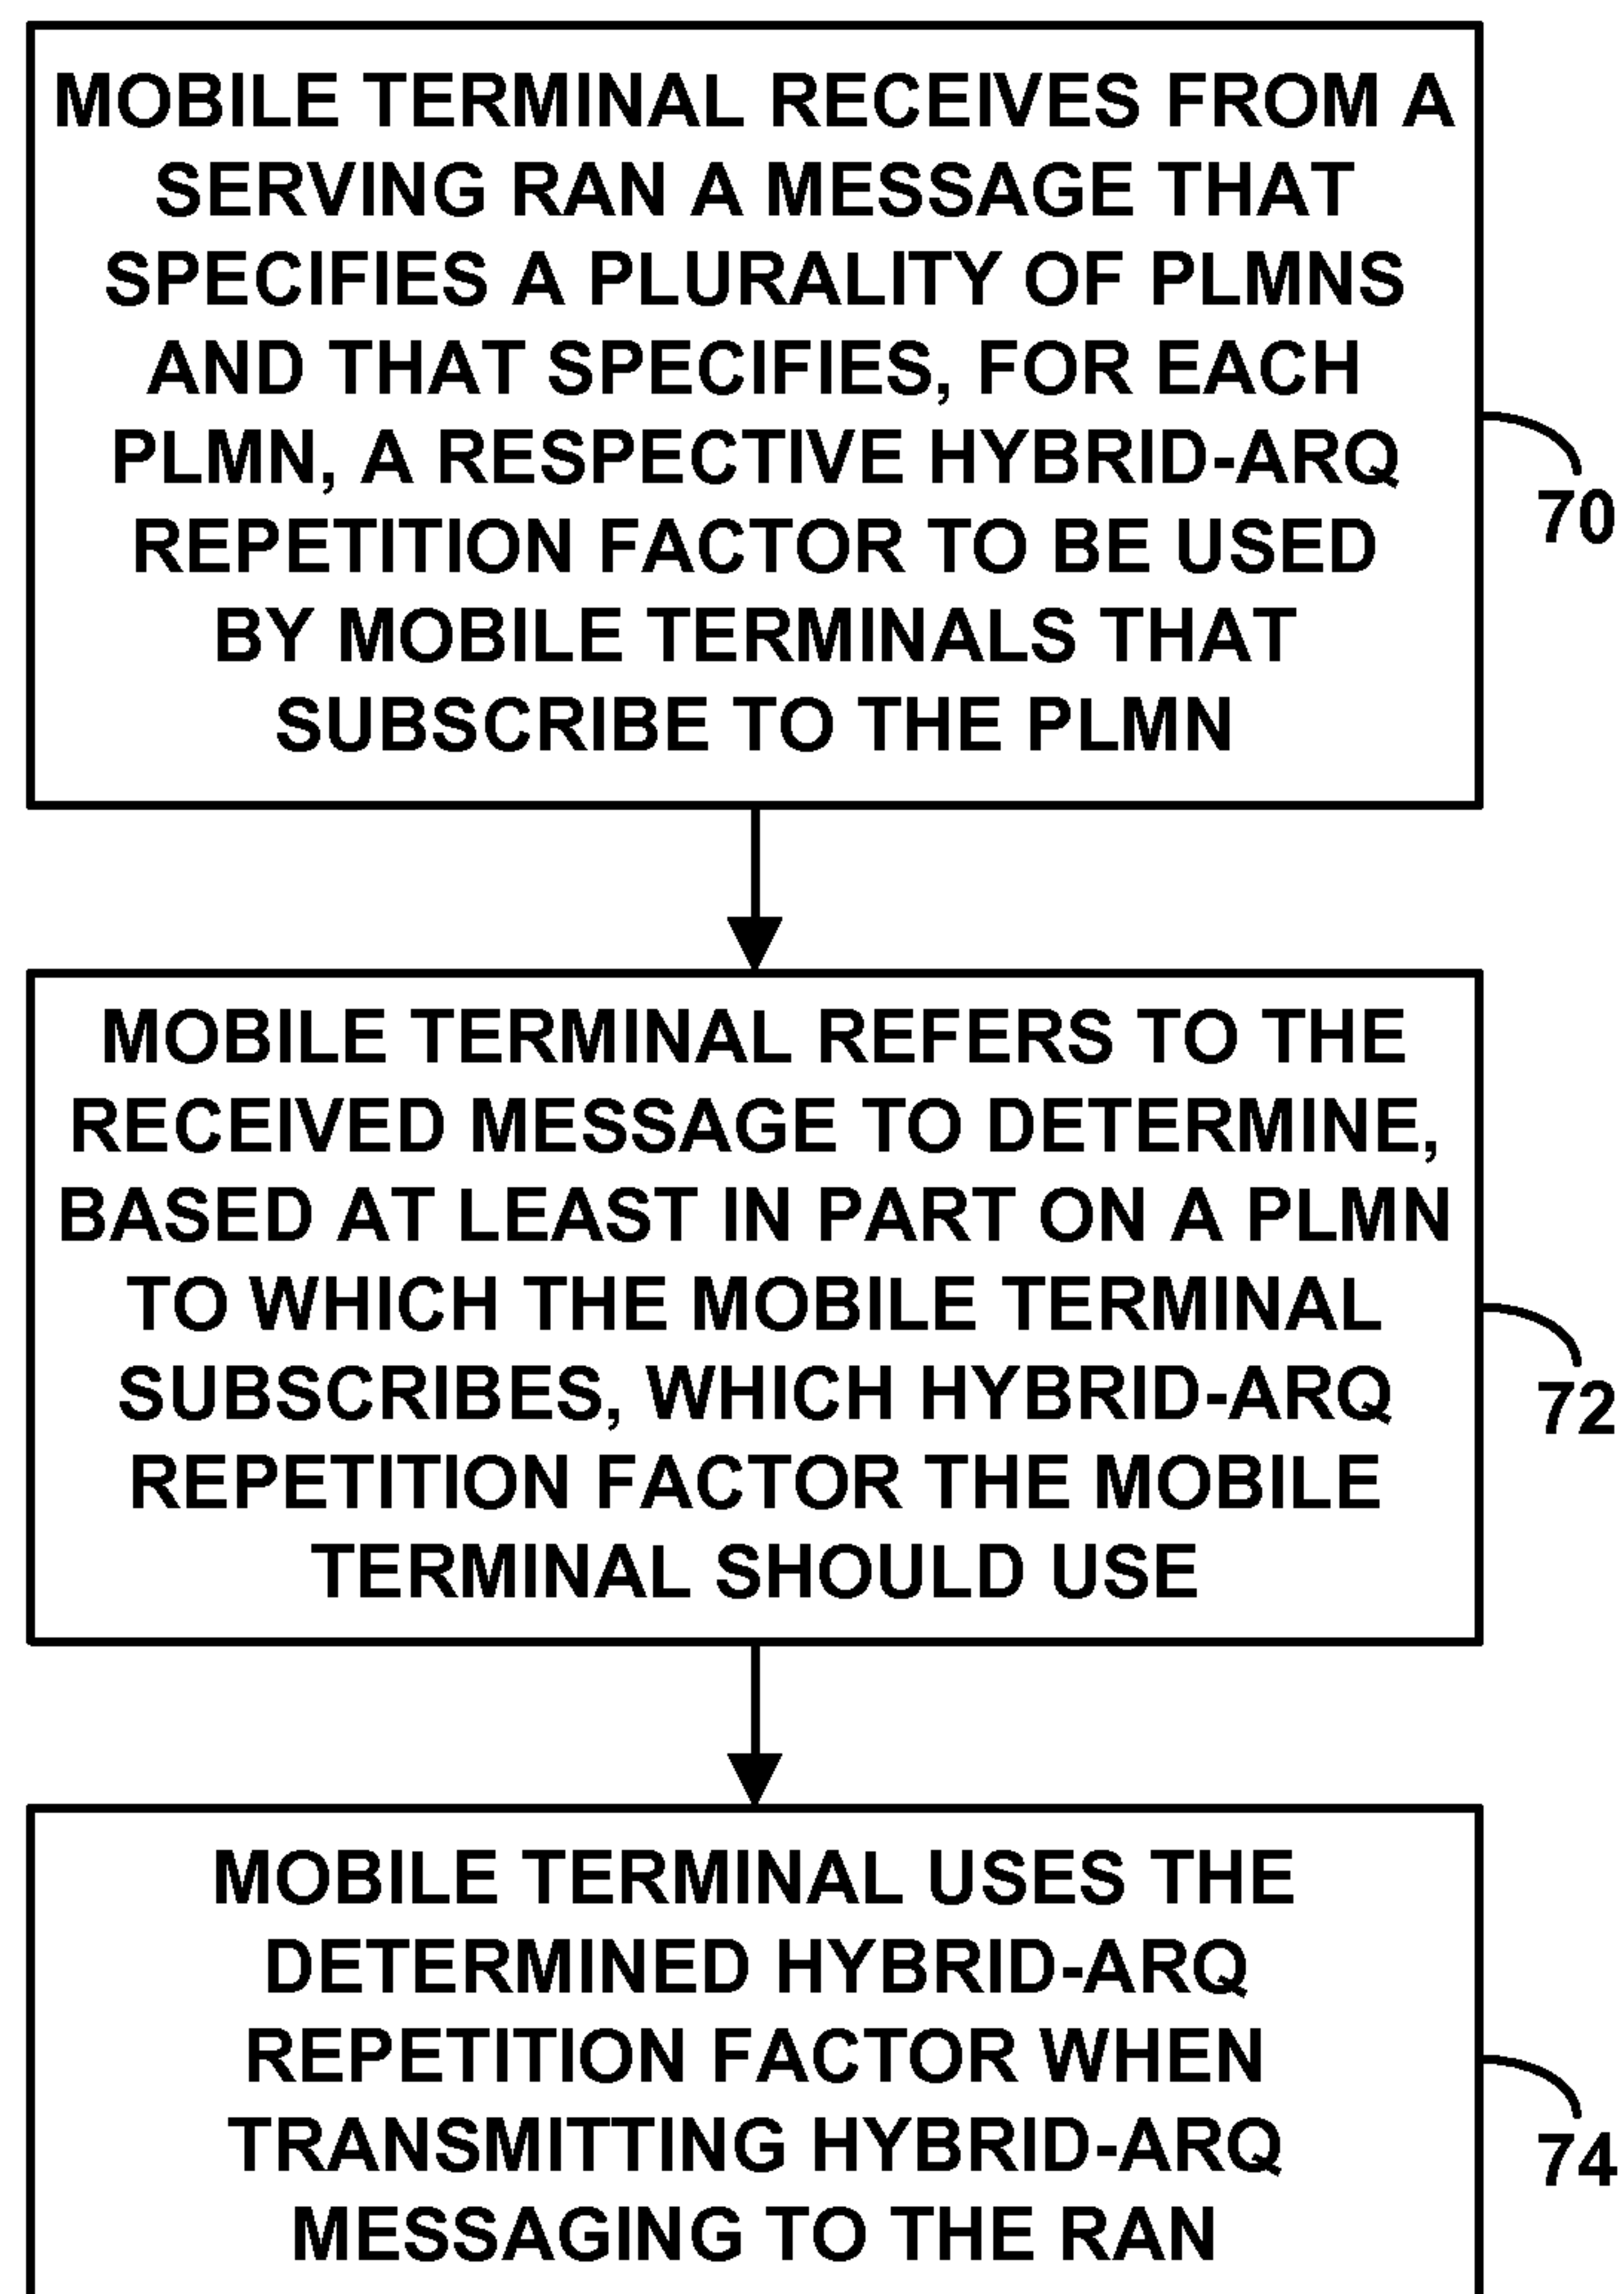 MOBILE TERMINAL RECEIVES FROM A
SERVING RAN A MESSAGE THAT
SPECIFIES A PLURALITY OF PLMNS
AND THAT SPECIFIES, FOR EACH
PLMN, A RESPECTIVE HYBRID-ARQ
REPETITION FACTOR TO BE USED
BY MOBILE TERMINALS THAT
SUBSCRIBE TO THE PLMN
70
MOBILE TERMINAL REFERS TO THE
RECEIVED MESSAGE TO DETERMINE,
BASED AT LEAST IN PART ON A PLMN
TO WHICH THE MOBILE TERMINAL
SUBSCRIBES, WHICH HYBRID-ARQ
REPETITION FACTOR THE MOBILE
TERMINAL SHOULD USE
72
MOBILE TERMINAL USES THE
DETERMINED HYBRID-ARQ
REPETITION FACTOR WHEN
TRANSMITTING HYBRID-ARQ
MESSAGING TO THE RAN
74